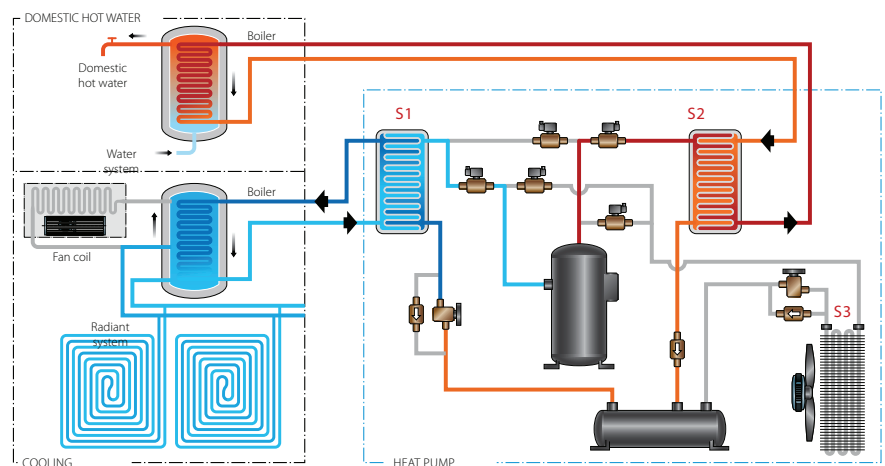 DOMESTIC HOT WATER
Boiler
Domestic
hot water
Water
system
S1
S2
Boiler
Fan coil
S3
Radiant
system
COOLING
HEAT PUMP